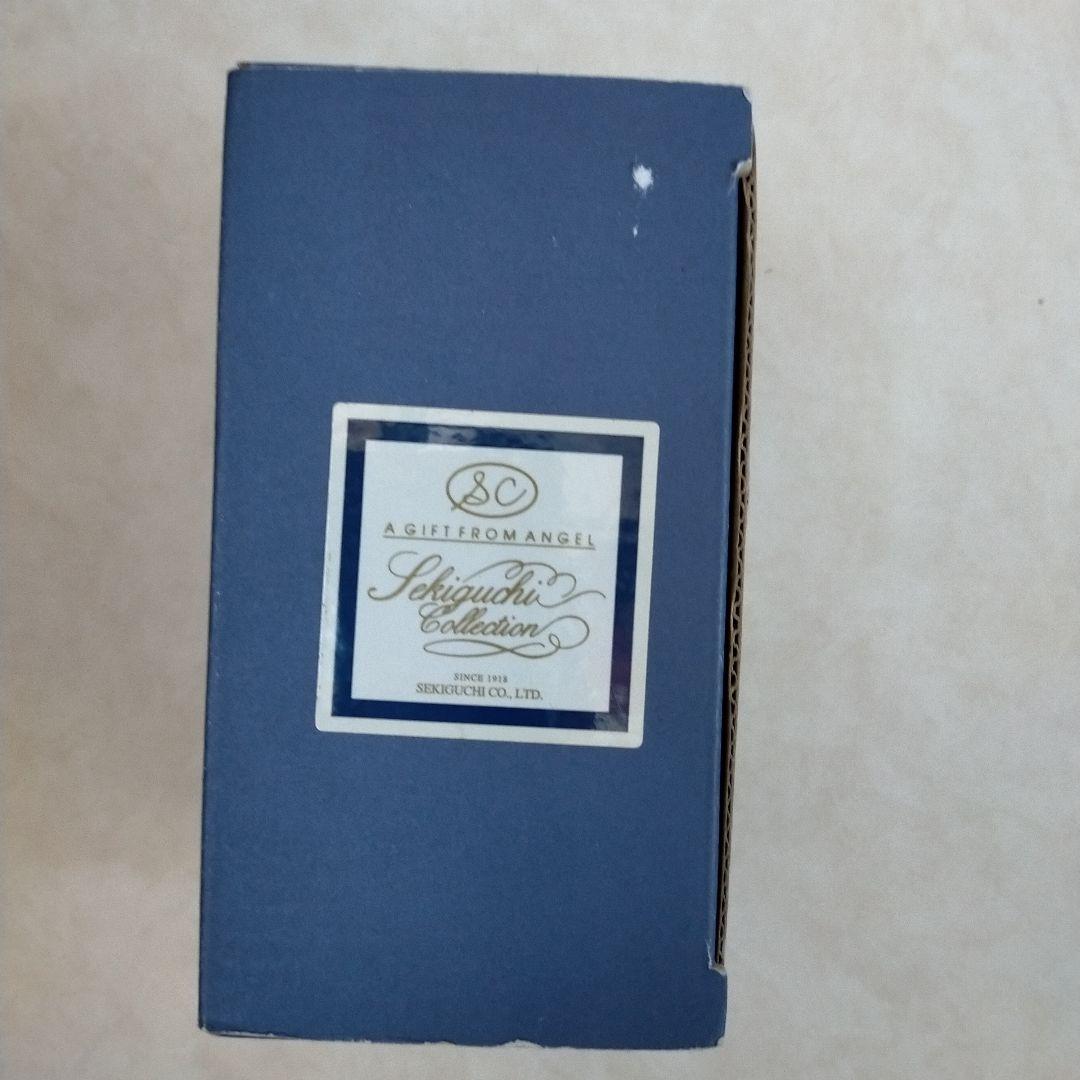 SC
A GIFT FROM ANGEL
Sekiguchi
Collection
SINCE 1918
SEKIGUCHI CO., LTD.